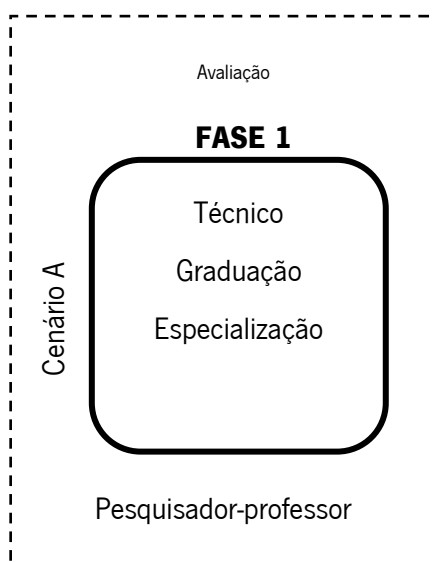 Avaliação
FASE 1
Técnico
Graduação
Especialização
Cenário A
Pesquisador-professor